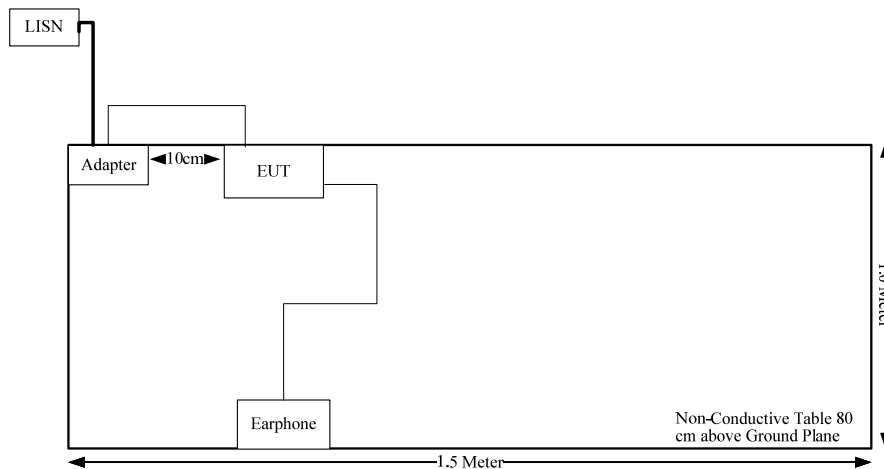 LISN
Adapter
10cm
EUT
Earphone
Non-Conductive Table 80
cm above Ground Plane
1.5 Meter